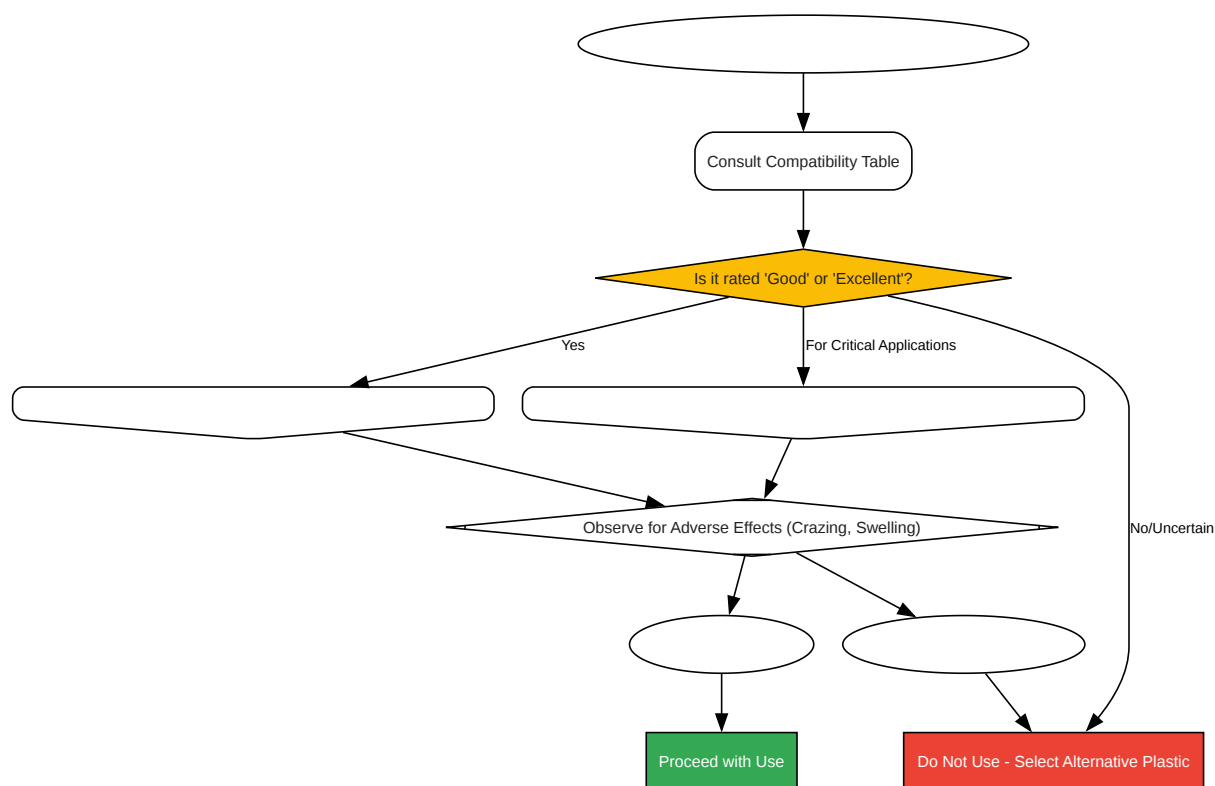 Consult Compatibility Table
Is it rated 'Good' or 'Excellent'?
Yes
For Critical Applications
Observe for Adverse Effects (Crazing, Swelling)
No/Uncertain
Proceed with Use
Do Not Use - Select Alternative Plastic